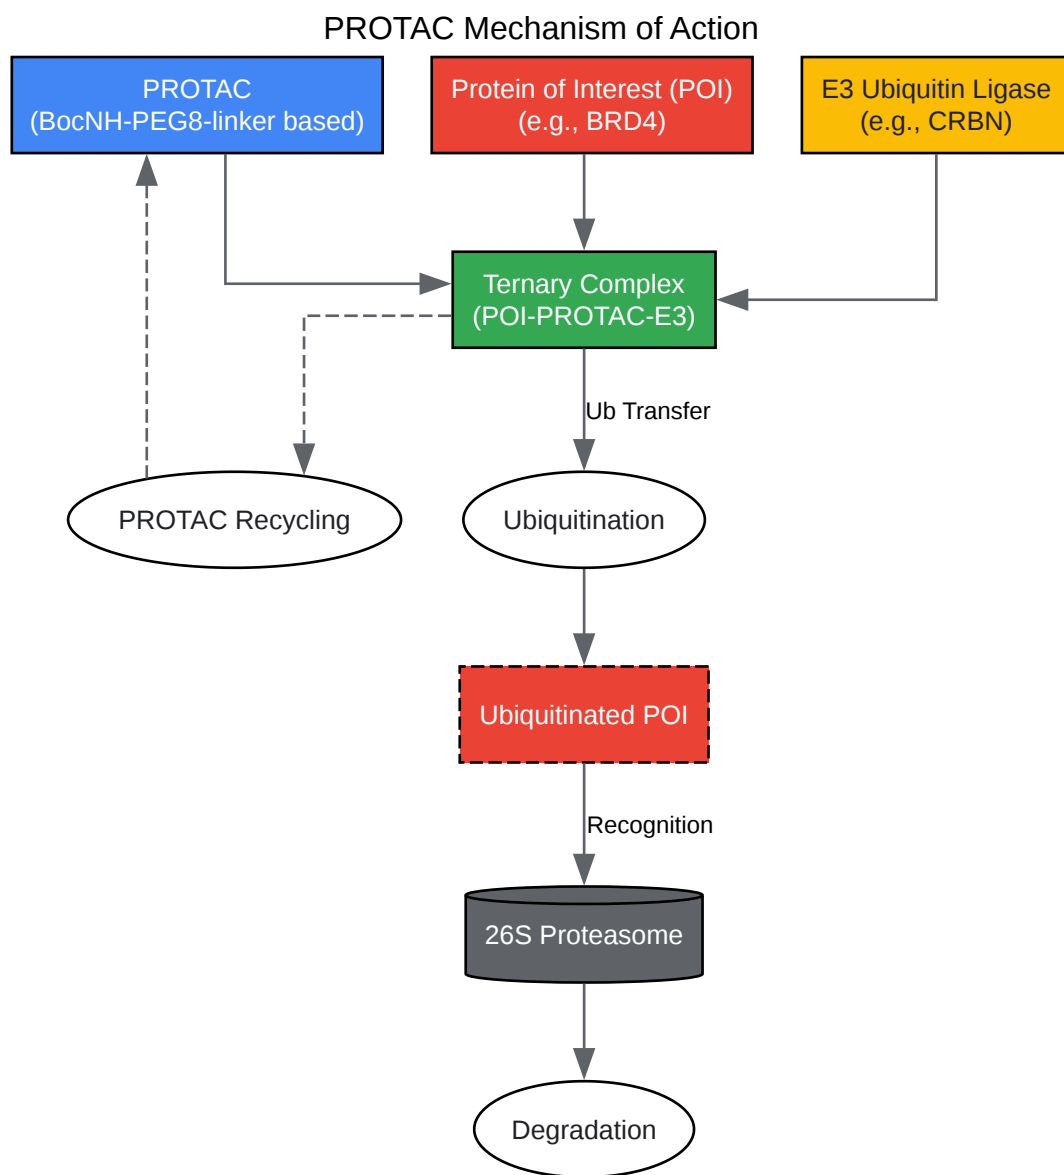 PROTAC Mechanism of Action
PROTAC
(BocNH-PEG8-linker based)
Protein of Interest (POI)
(e.g., BRD4)
E3 Ubiquitin Ligase
(e.g., CRBN)
Ternary Complex
(POI-PROTAC-E3)
Ub Transfer
PROTAC Recycling
Ubiquitination
Ubiquitinated POI
Recognition
26S Proteasome
Degradation